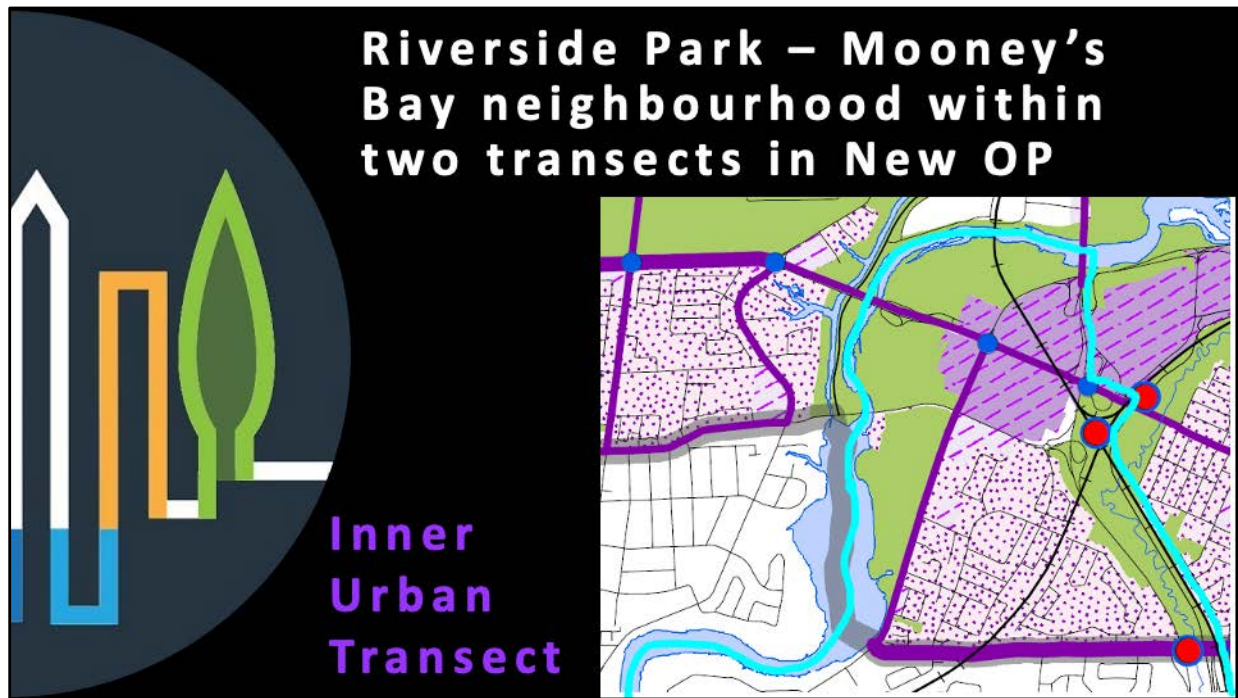 Riverside Park – Mooney’s
Bay neighbourhood within
two transects in New OP
Inner
Urban
Transect